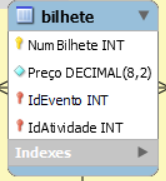 bilhete
NumBilhete INT
Preço DECIMAL(8,2)
IdEvento INT
IdAtividade INT
Indexes